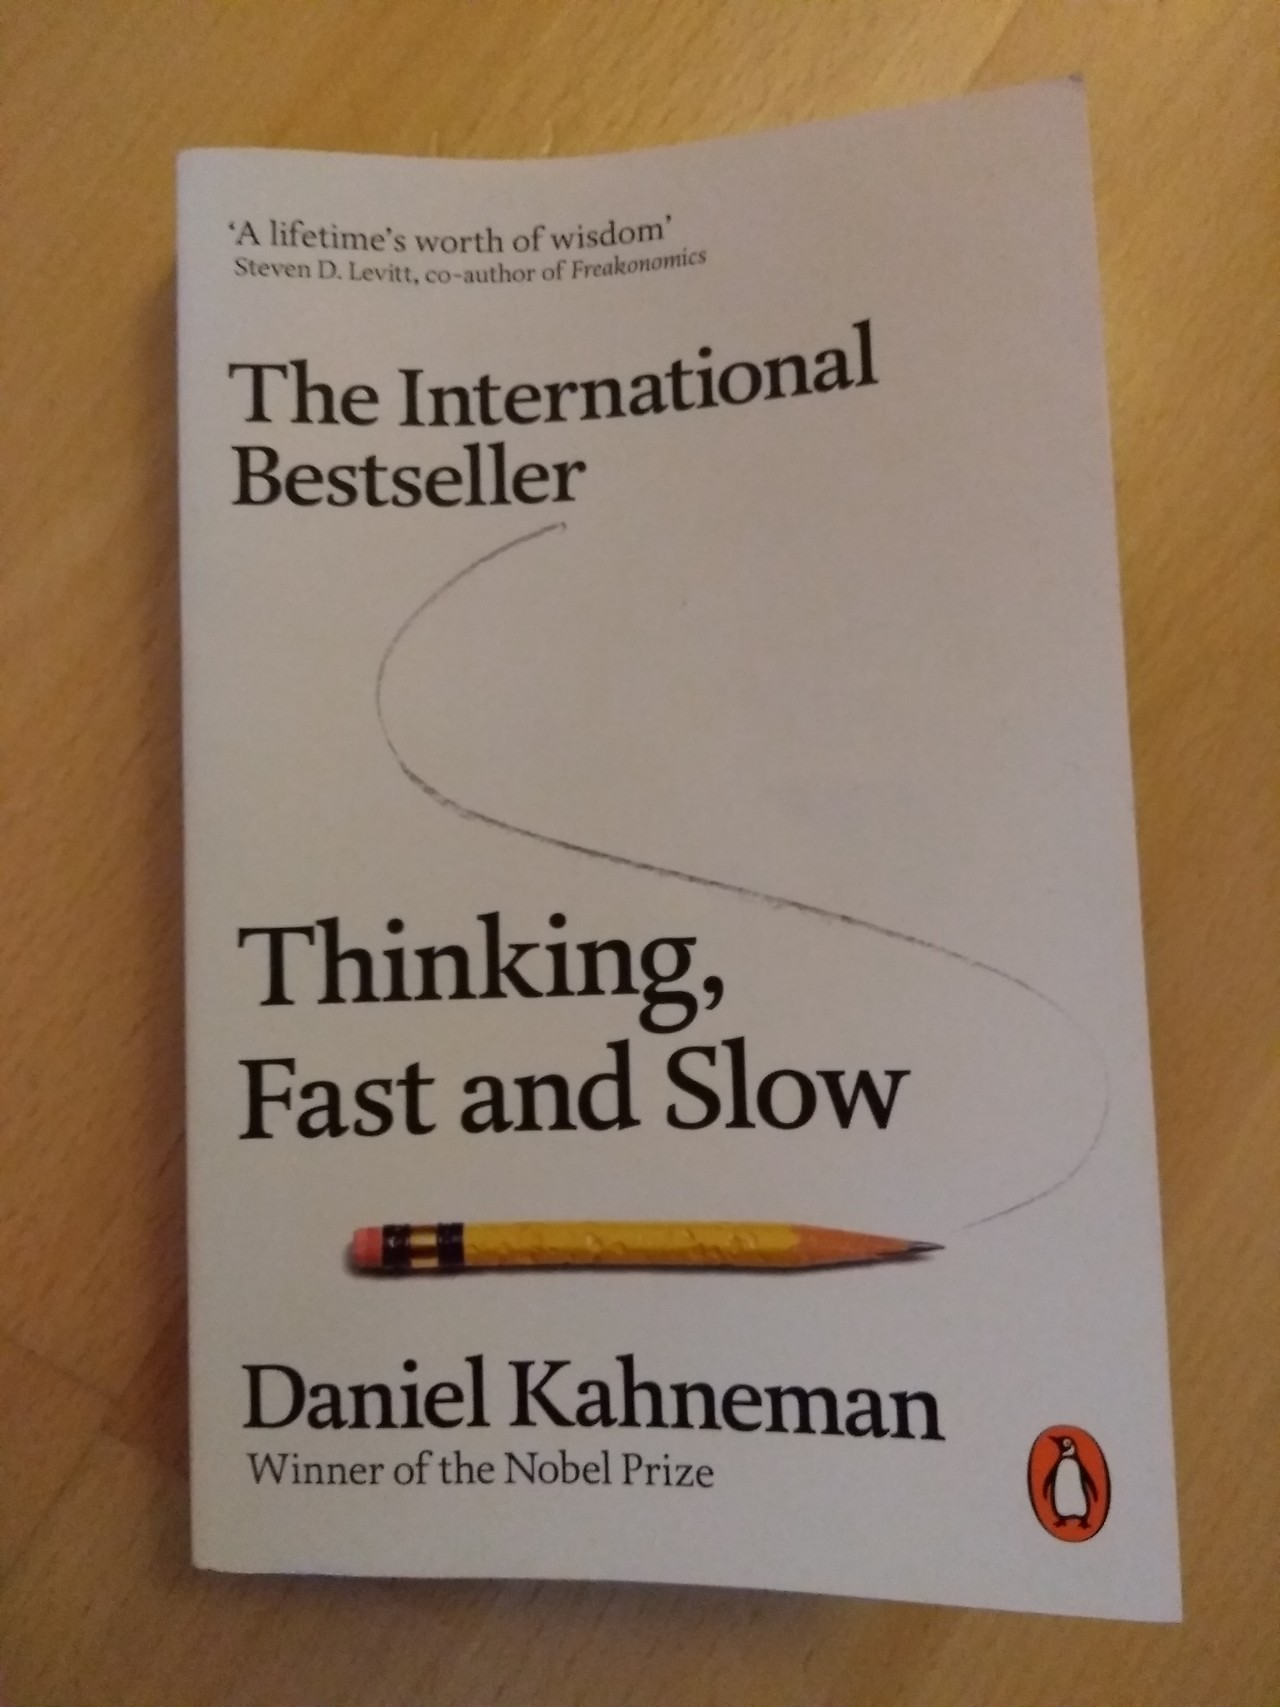 ‘A lifetime’s worth of wisdom’
Steven D. Levitt, co-author of Freakonomics
The International
Bestseller
Thinking,
Fast and Slow
Daniel Kahneman
Winner of the Nobel Prize